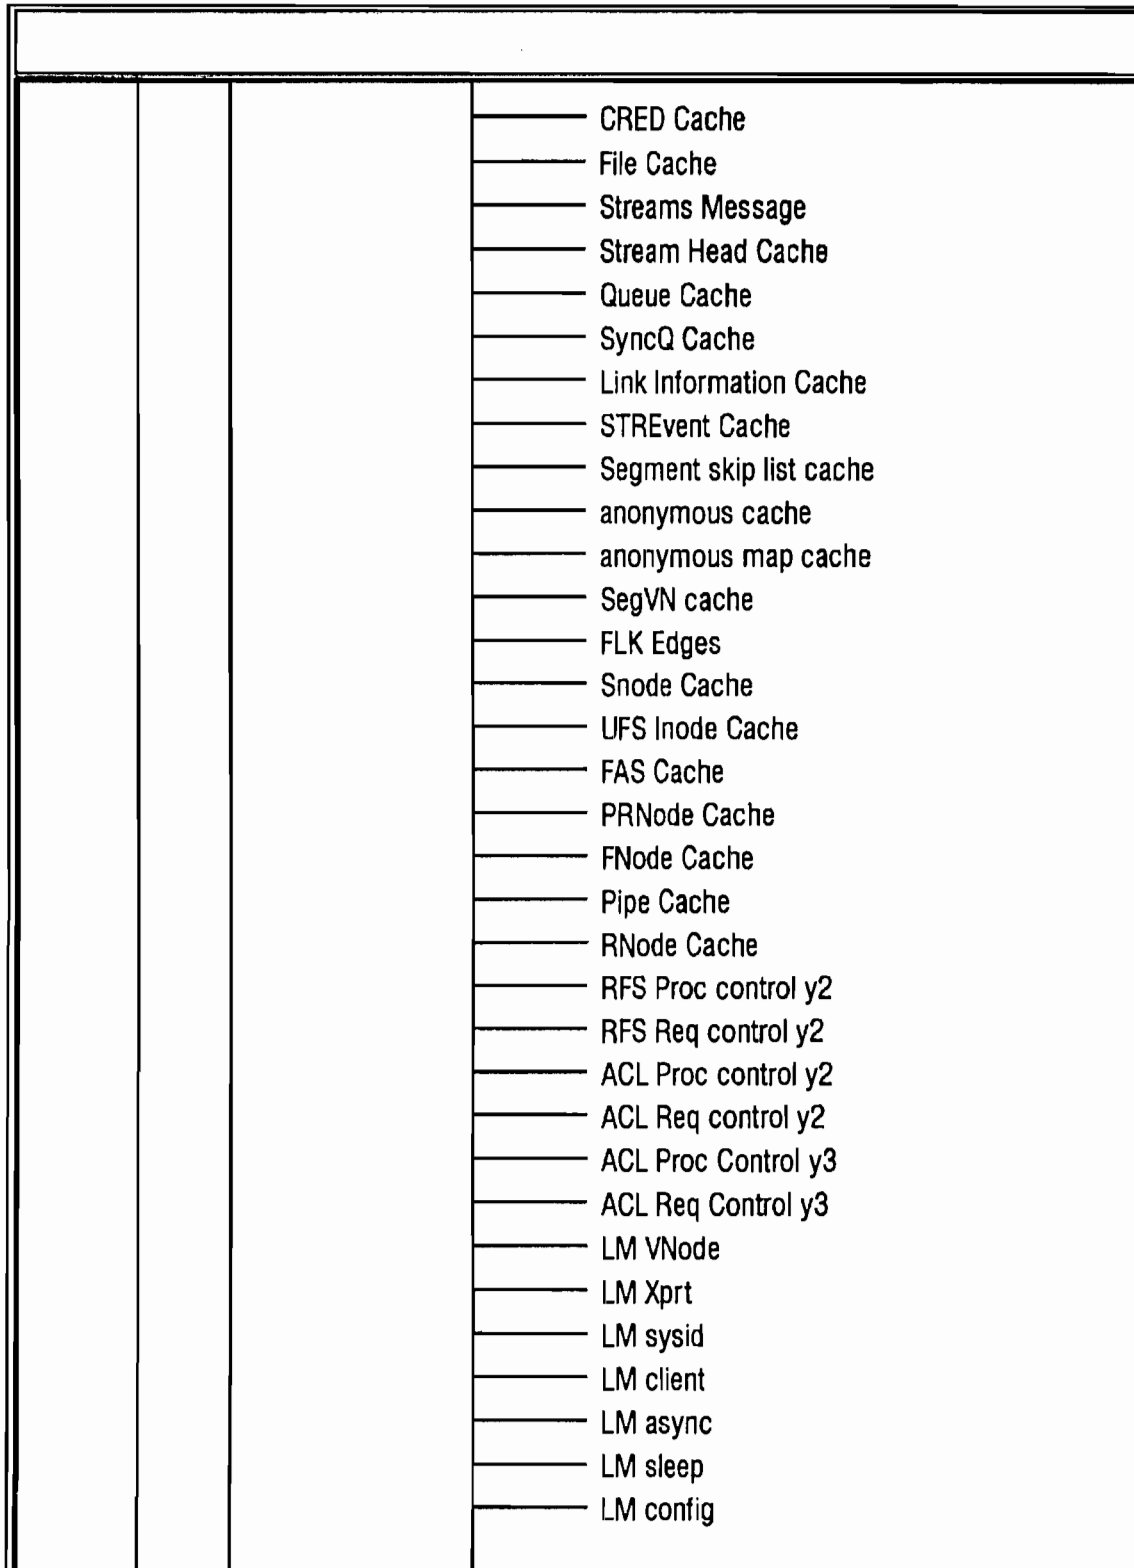 CRED Cache
File Cache
Streams Message
Stream Head Cache
Queue Cache
SyncQ Cache
Link Information Cache
STREvent Cache
Segment skip list cache
anonymous cache
anonymous map cache
SegVN cache
FLK Edges
Snode Cache
UFS Inode Cache
FAS Cache
PRNode Cache
FNode Cache
Pipe Cache
RNode Cache
RFS Proc control y2
RFS Req control y2
ACL Proc control y2
ACL Req control y2
ACL Proc Control y3
ACL Req Control y3
LM VNode
LM Xprt
LM sysid
LM client
LM async
LM sleep
LM config